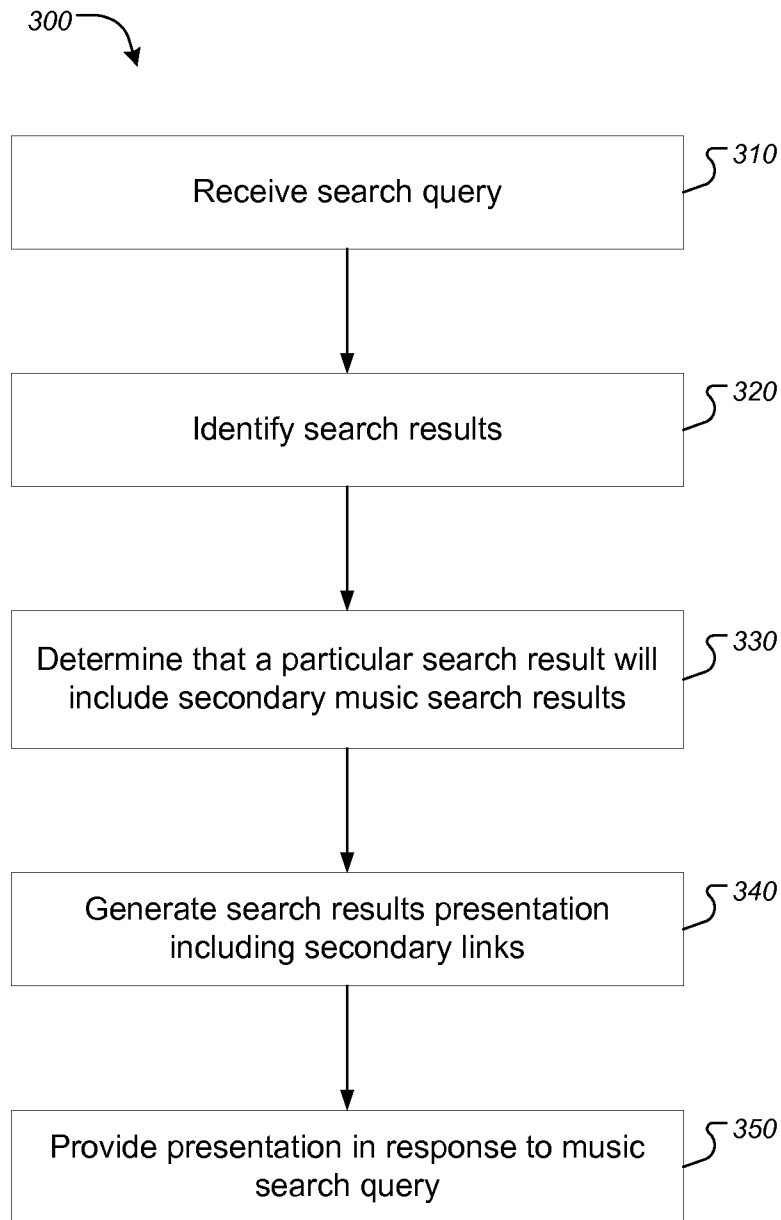 300
310
Receive search query
320
Identify search results
330
Determine that a particular search result will
include secondary music search results
340
Generate search results presentation
including secondary links
350
Provide presentation in response to music
search query